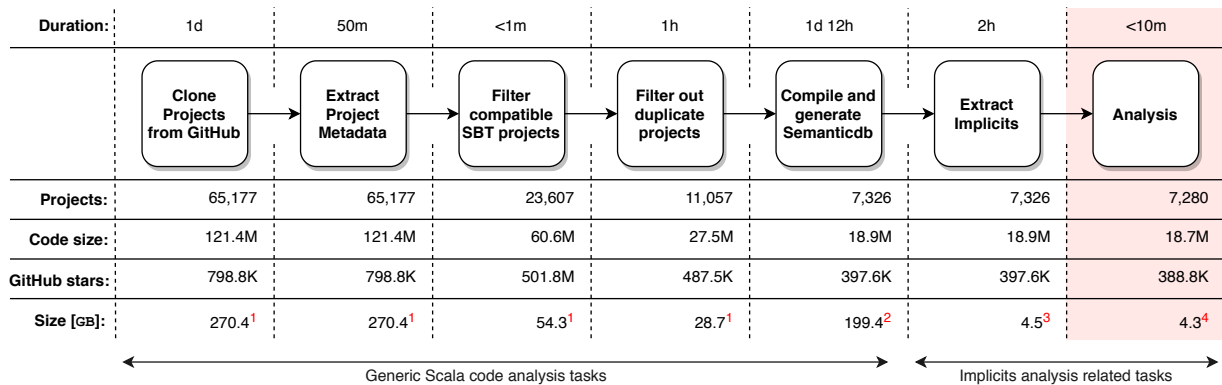 Duration: 1d 50m <1m 1h 1d 12h 2h <10m
Clone
Projects
from GitHub
Extract
Project
Metadata
Filter
compatible
SBT projects
Filter out
duplicate
projects
Compile and
generate
Semanticdb
Extract
Implicits
Analysis
Projects: 65,177 65,177 23,607 11,057 7,326 7,326 7,280
Code size: 121.4M 121.4M 60.6M 27.5M 18.9M 18.9M 18.7M
GitHub stars: 798.8K 798.8K 501.8M 487.5K 397.6K 397.6K 388.8K
Size [GB]: 270.4¹ 270.4¹ 54.3¹ 28.7¹ 199.4² 4.5³ 4.3⁴
Generic Scala code analysis tasks Implicits analysis related tasks